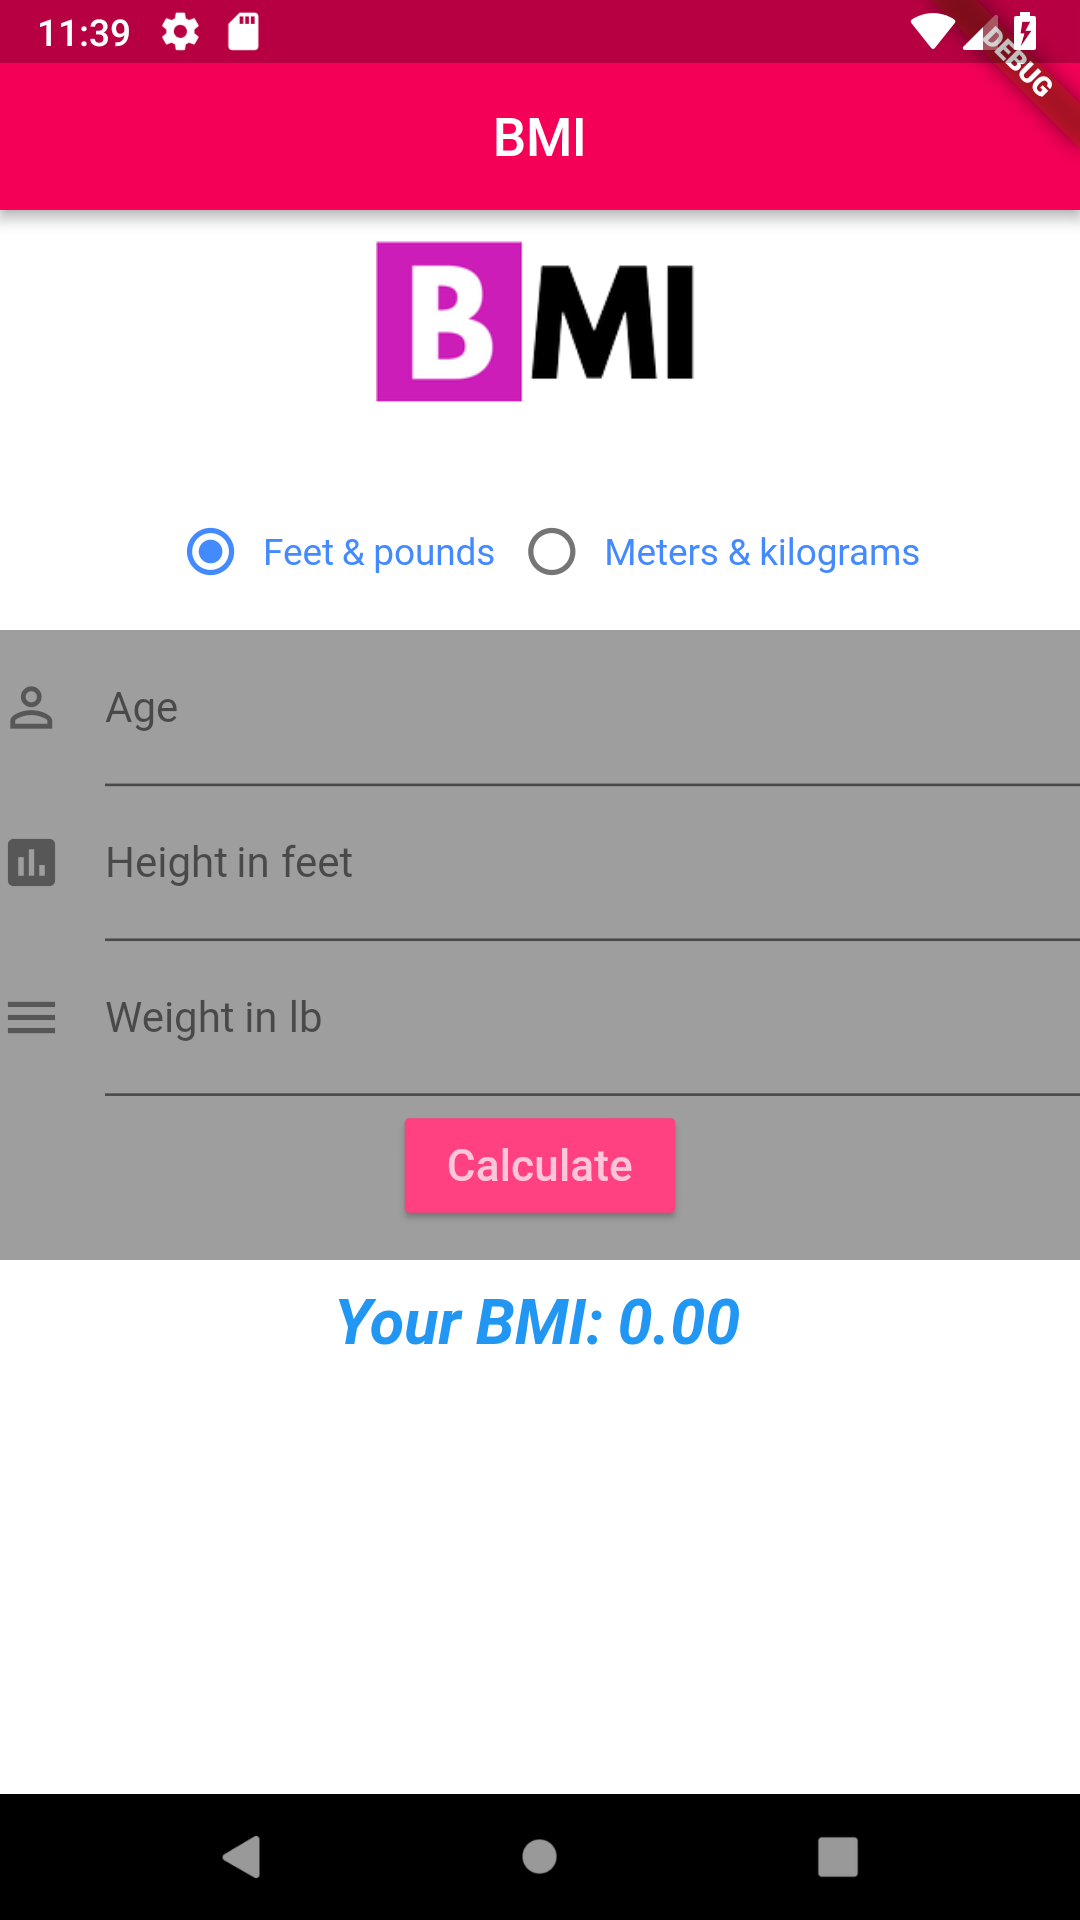 11:39
DEBUG
BMI
BMI
Feet & pounds Meters & kilograms
Age
Height in feet
Weight in lb
Calculate
Your BMI: 0.00